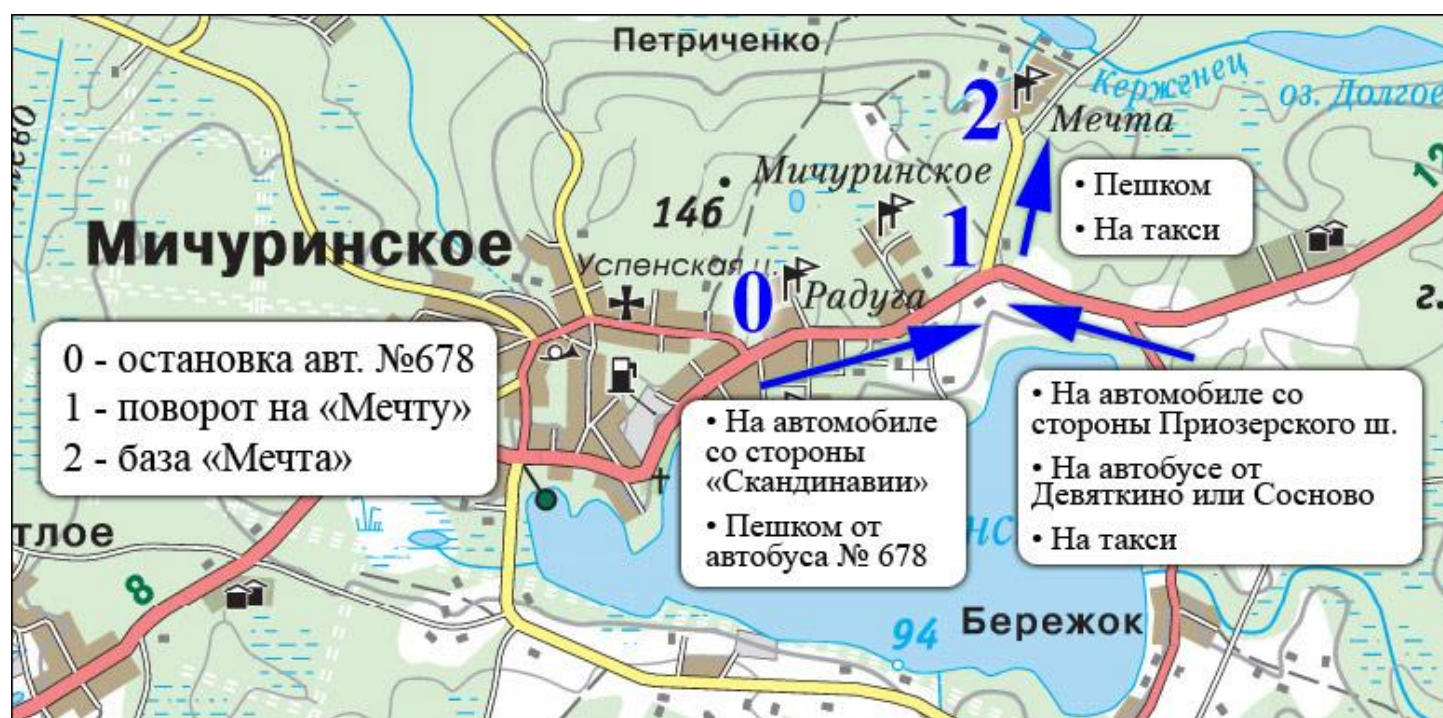 Петриченко
2
Керженец
оз. Долгое
Мечта
12
Мичуринское
• Пешком
• На такси
146
1
Мичуринское
Успенская ц.
0
Радуга
г.
0 - остановка авт. №678
1 - поворот на «Мечту»
2 - база «Мечта»
• На автомобиле
со стороны
«Скандинавии»
• Пешком от
автобуса № 678
• На автомобиле со
стороны Приозерского ш.
• На автобусе от
Девяткино или Сосново
• На такси
тлое
8
94
Бережок